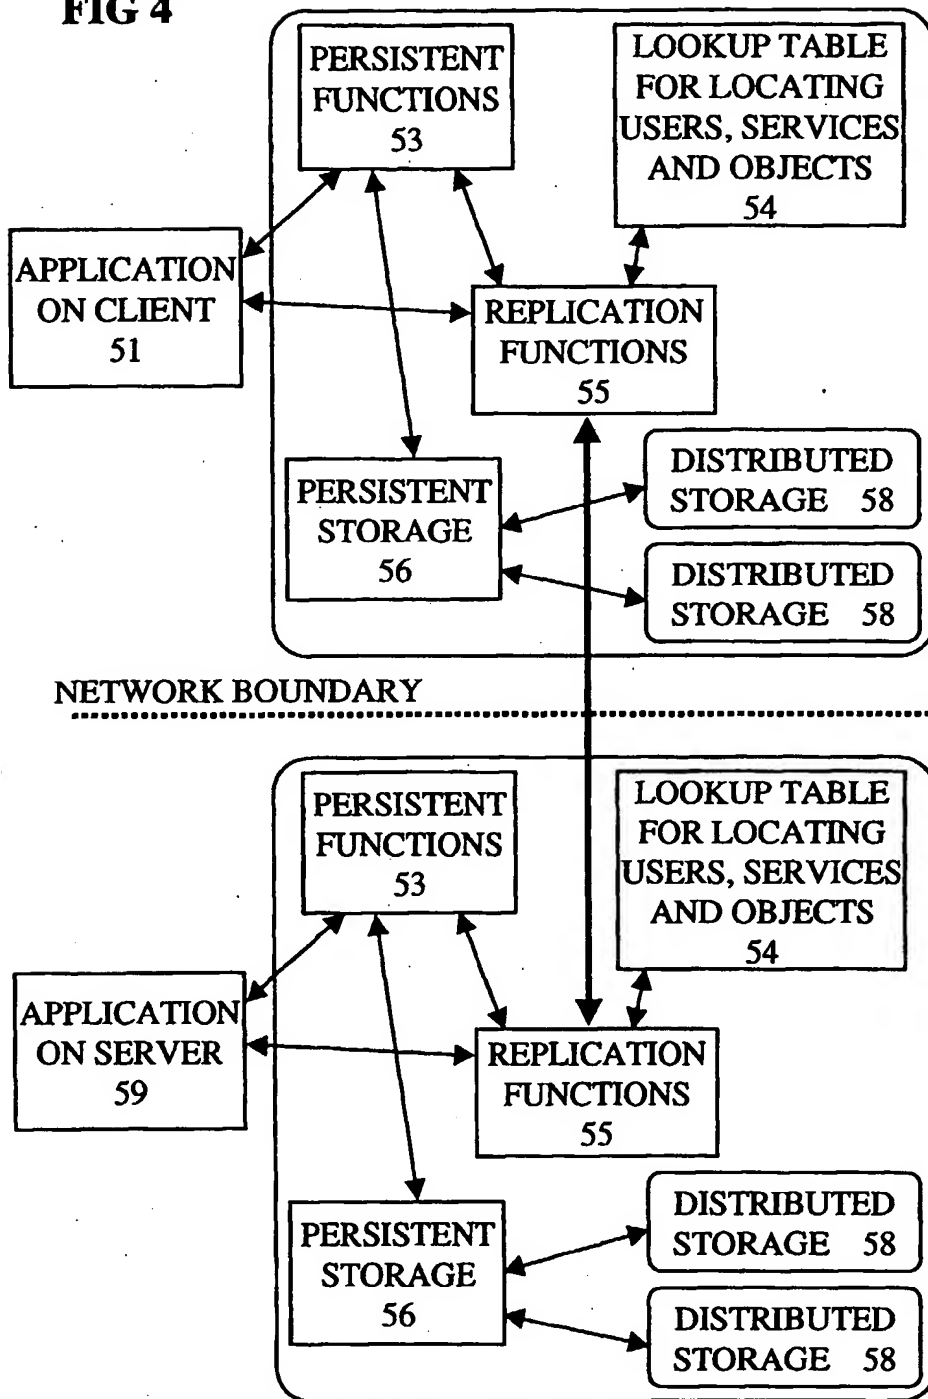 FIG 4
PERSISTENT
FUNCTIONS
53
LOOKUP TABLE
FOR LOCATING
USERS, SERVICES
AND OBJECTS
54
APPLICATION
ON CLIENT
51
REPLICATION
FUNCTIONS
55
PERSISTENT
STORAGE
56
DISTRIBUTED
STORAGE 58
DISTRIBUTED
STORAGE 58
NETWORK BOUNDARY
PERSISTENT
FUNCTIONS
53
LOOKUP TABLE
FOR LOCATING
USERS, SERVICES
AND OBJECTS
54
APPLICATION
ON SERVER
59
REPLICATION
FUNCTIONS
55
PERSISTENT
STORAGE
56
DISTRIBUTED
STORAGE 58
DISTRIBUTED
STORAGE 58